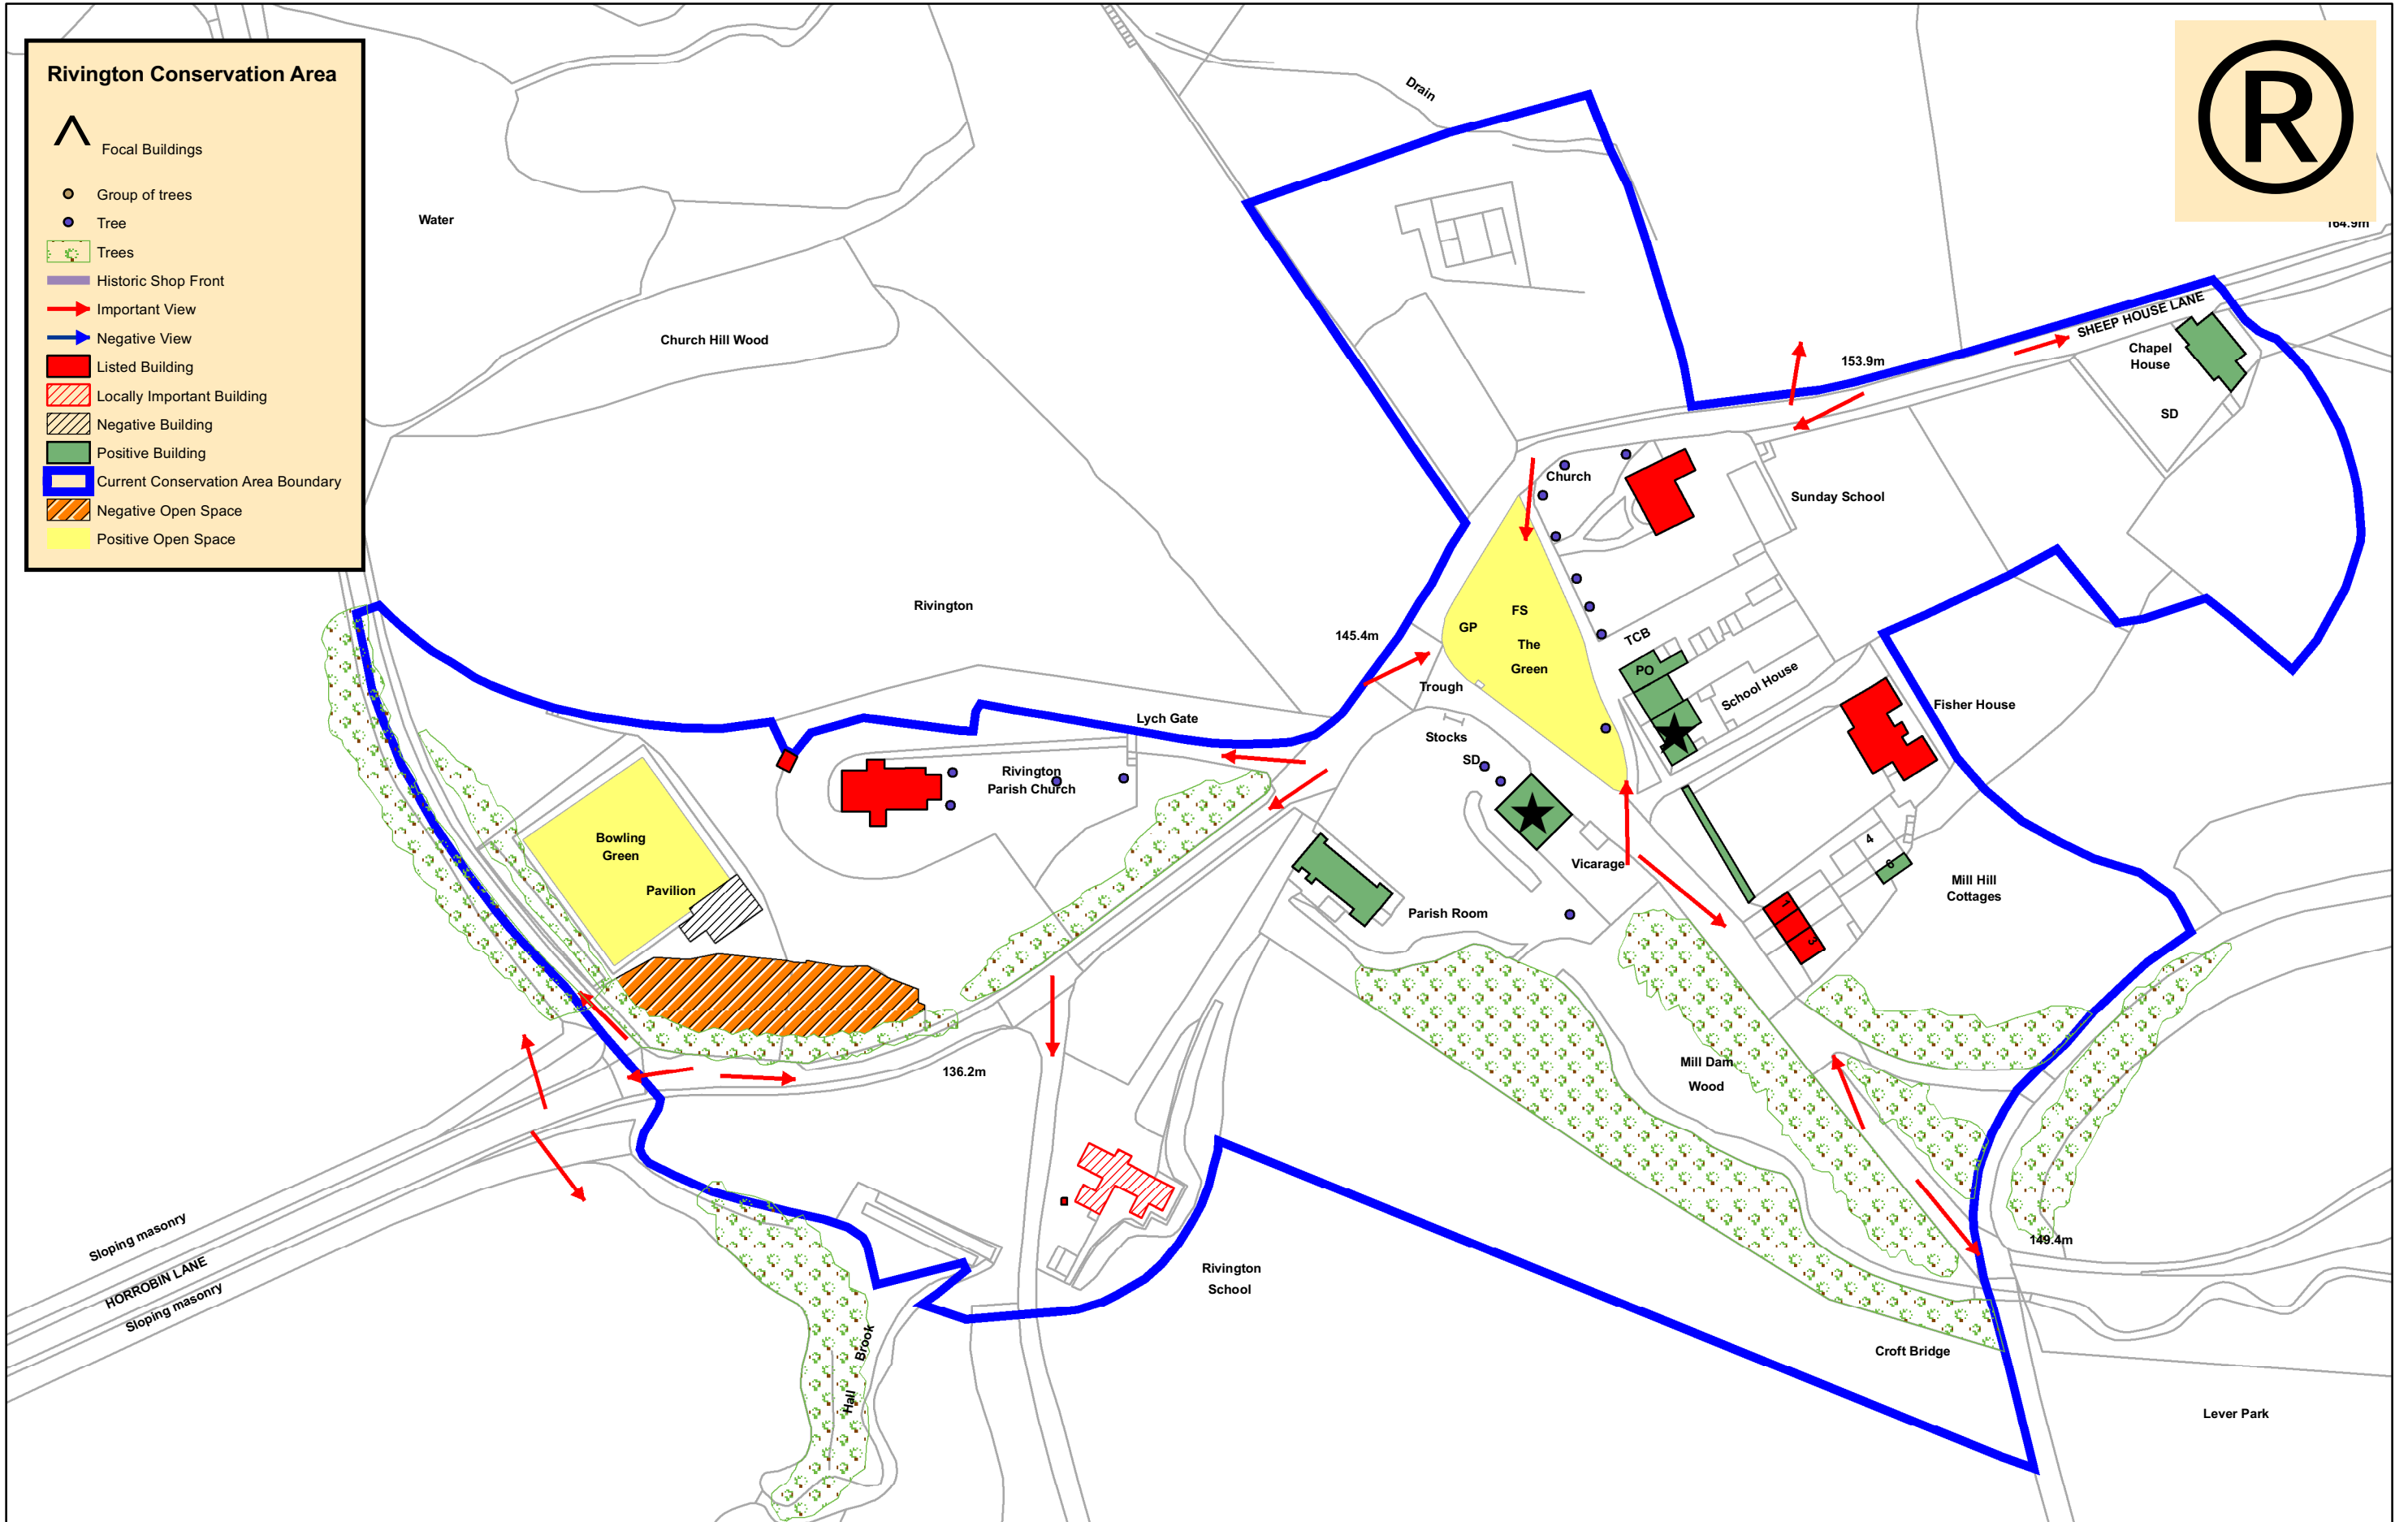 Rivington Conservation Area
Focal Buildings
Group of trees
Tree
Trees
Historic Shop Front
Important View
Negative View
Listed Building
Locally Important Building
Negative Building
Positive Building
Current Conservation Area Boundary
Negative Open Space
Positive Open Space
®
Drain
Water
164.9m
SHEEP HOUSE LANE
Church Hill Wood
153.9m
Chapel
House
SD
Church
Sunday School
Rivington
145.4m
FS
GP
The
Green
TCB
PO
School House
Trough
Lych Gate
Stocks
Fisher House
SD
Rivington
Parish Church
Bowling
Green
Pavilion
Vicarage
4
6
1
3
Mill Hill
Cottages
Parish Room
Mill Dam
Wood
136.2m
Sloping masonry
HORROBIN LANE
Sloping masonry
149.4m
Rivington
School
Hall Brook
Croft Bridge
Lever Park